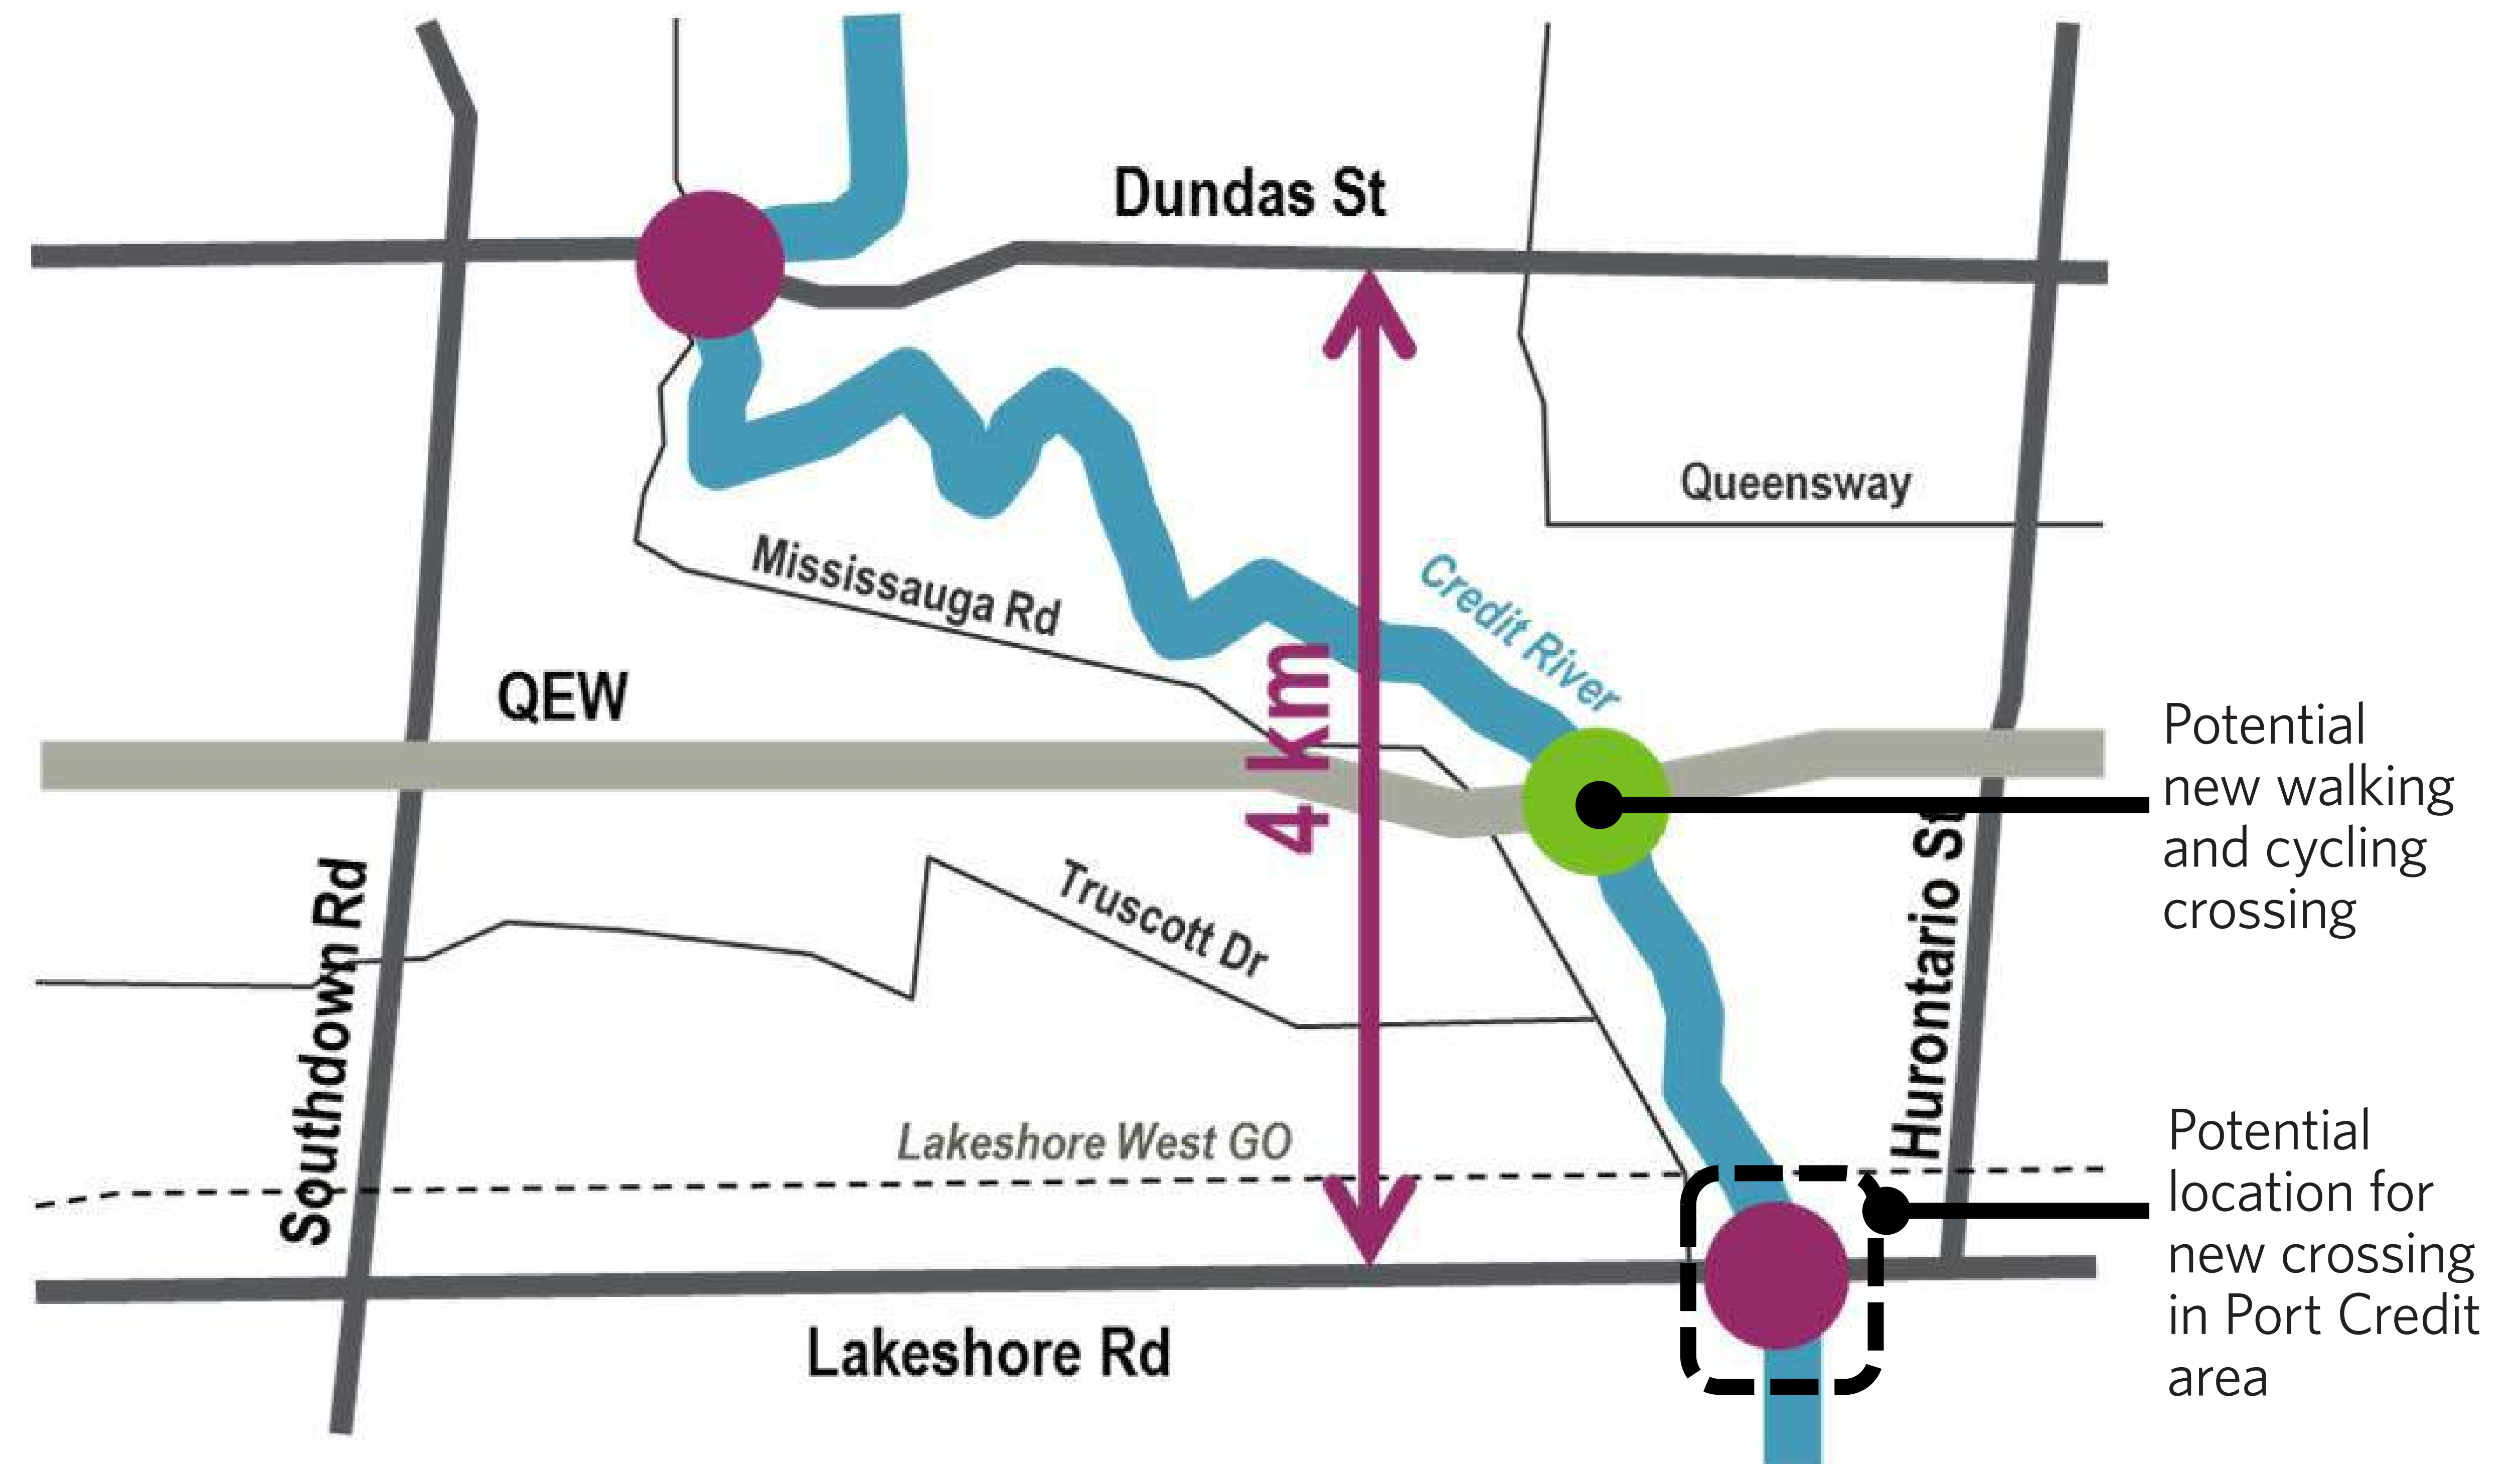 Dundas St
Queensway
Credit River
Mississauga Rd
QEW
4 km
Potential
new walking
and cycling
crossing
Truscott Dr
Southdown Rd
Hurontario St
Lakeshore West GO
Potential
location for
new crossing
in Port Credit
area
Lakeshore Rd